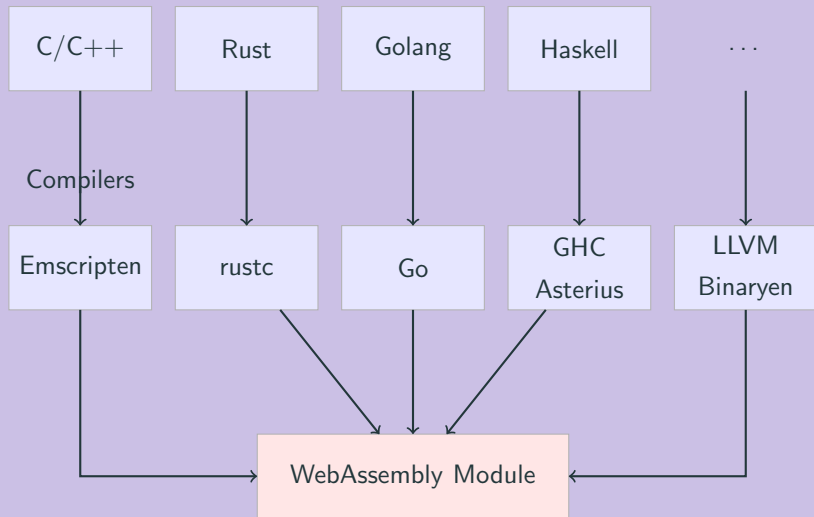 C/C++
Rust
Golang
Haskell
...
Compilers
Emscripten
rustc
Go
GHC
Asterius
LLVM
Binaryen
WebAssembly Module